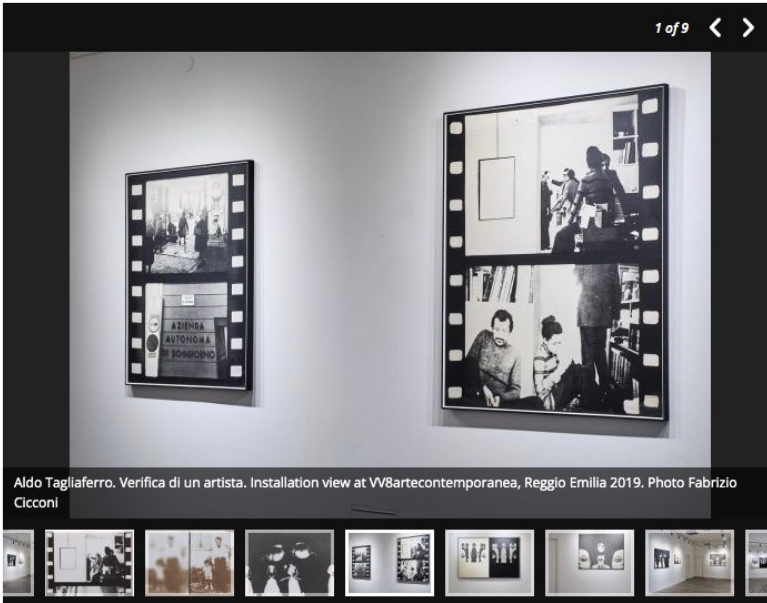 1 of 9
AZIENDA
AUTONOMA
DI SOGGIORNO
Aldo Tagliaferro. Verifica di un artista. Installation view at VV8artecontemporanea, Reggio Emilia 2019. Photo Fabrizio
Cicconi